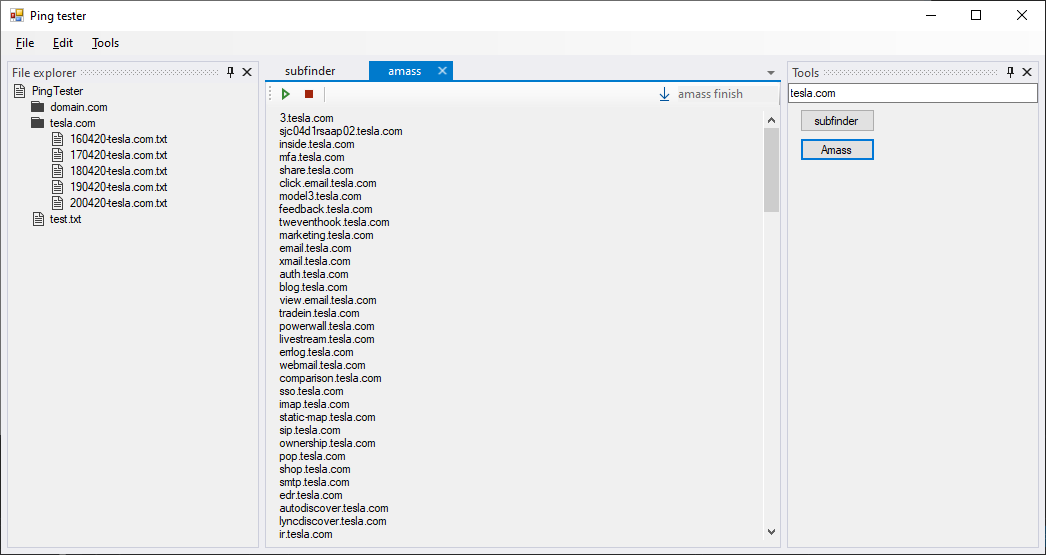 Ping tester
File Edit Tools
File explorer
PingTester
domain.com
tesla.com
160420-tesla.com.txt
170420-tesla.com.txt
180420-tesla.com.txt
190420-tesla.com.txt
200420-tesla.com.txt
test.txt
subfinder amass
amass finish
3.tesla.com
sjc04d1rsaap02.tesla.com
inside.tesla.com
mfa.tesla.com
share.tesla.com
click.email.tesla.com
model3.tesla.com
feedback.tesla.com
tweventhook.tesla.com
marketing.tesla.com
email.tesla.com
xmail.tesla.com
auth.tesla.com
blog.tesla.com
view.email.tesla.com
tradein.tesla.com
powerwall.tesla.com
livestream.tesla.com
errlog.tesla.com
webmail.tesla.com
comparison.tesla.com
sso.tesla.com
imap.tesla.com
static-map.tesla.com
sip.tesla.com
ownership.tesla.com
pop.tesla.com
shop.tesla.com
smtp.tesla.com
edr.tesla.com
autodiscover.tesla.com
lyncdiscover.tesla.com
ir.tesla.com
Tools
tesla.com
subfinder
Amass